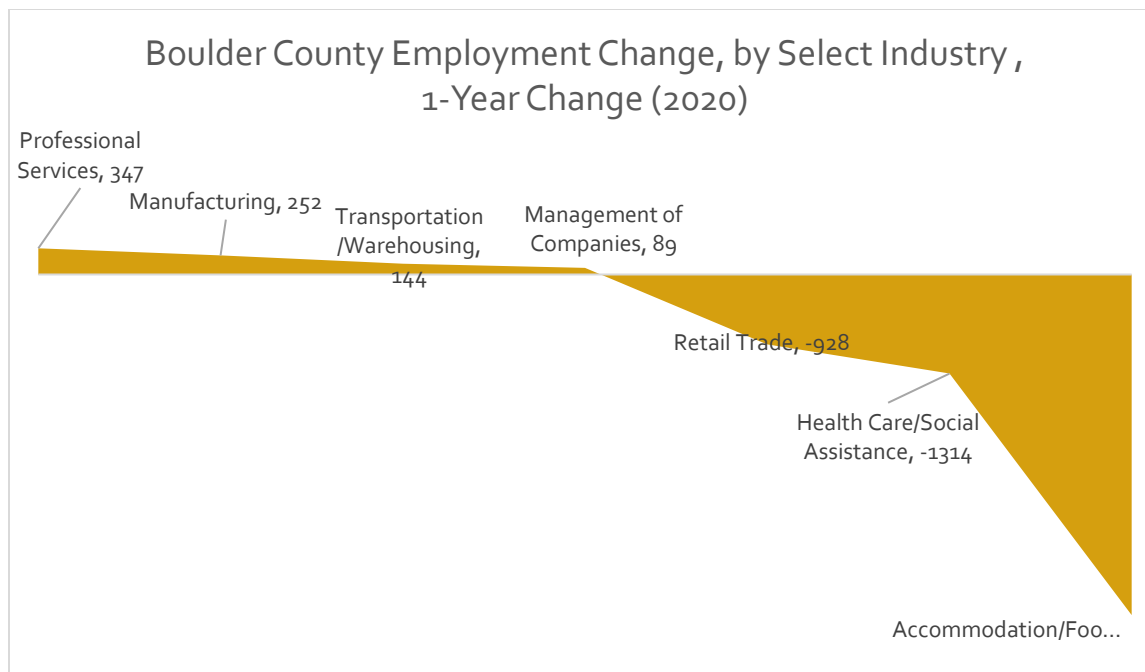 Boulder County Employment Change, by Select Industry ,
1-Year Change (2020)
Professional
Services, 347
Manufacturing, 252
Transportation
/Warehousing,
144
Management of
Companies, 89
Retail Trade, -928
Health Care/Social
Assistance, -1314
Accommodation/Foo...